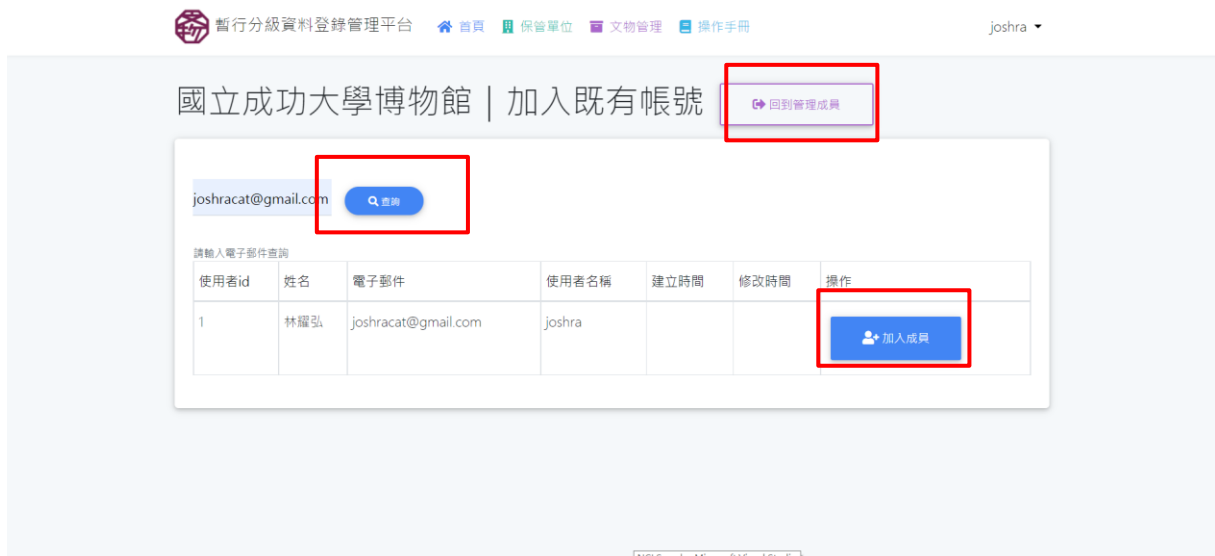 暫行分級資料登錄管理平台 首頁 保管單位 文物管理 操作手冊 joshra
國立成功大學博物館｜加入既有帳號 回到管理成員
joshracat@gmail.com 查詢
請輸入電子郵件查詢
使用者id 姓名 電子郵件 使用者名稱 建立時間 修改時間 操作
1 林耀弘 joshracat@gmail.com joshra 加入成員